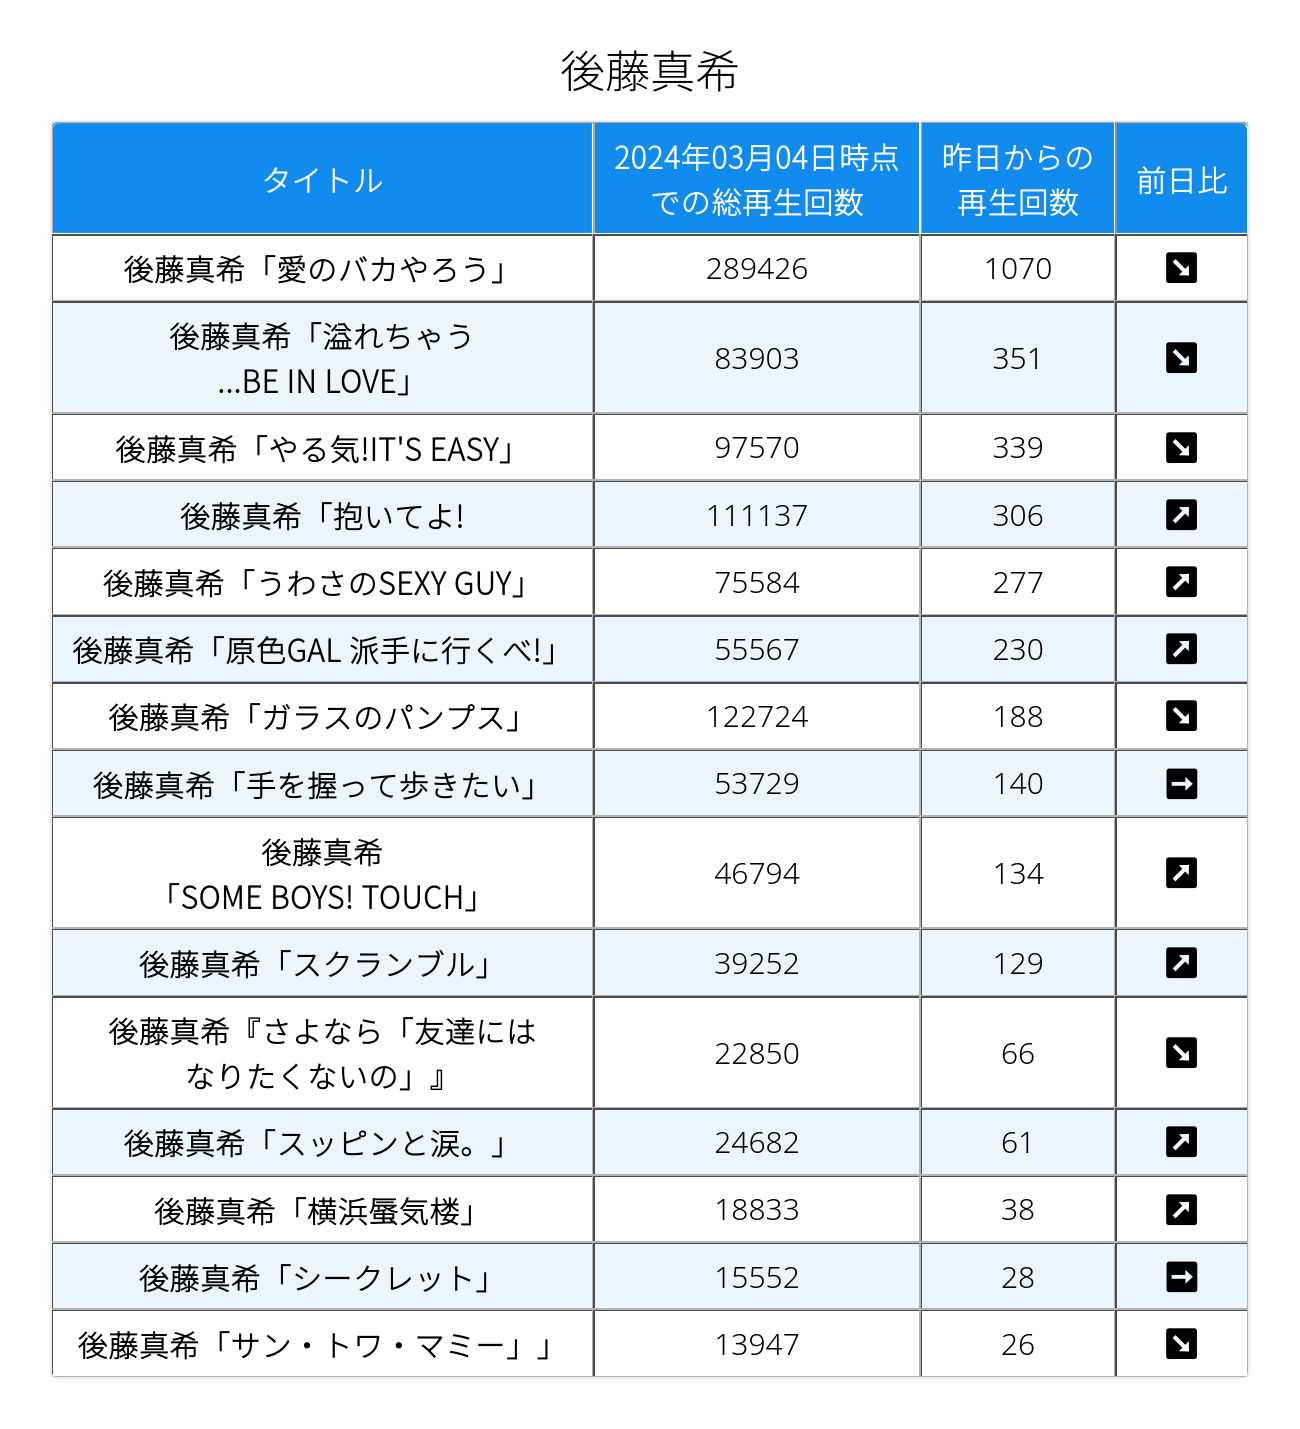 後藤真希
タイトル
2024年03月04日時点
での総再生回数
昨日からの
再生回数
前日比
後藤真希「愛のバカやろう」
289426
1070
↘
後藤真希「溢れちゃう
...BE IN LOVE」
83903
351
↘
後藤真希「やる気!IT'S EASY」
97570
339
↘
後藤真希「抱いてよ!
111137
306
↗
後藤真希「うわさのSEXY GUY」
75584
277
↗
後藤真希「原色GAL 派手に行くべ!」
55567
230
↗
後藤真希「ガラスのパンプス」
122724
188
↘
後藤真希「手を握って歩きたい」
53729
140
→
後藤真希
「SOME BOYS! TOUCH」
46794
134
↗
後藤真希「スクランブル」
39252
129
↗
後藤真希『さよなら「友達には
なりたくないの」』
22850
66
↘
後藤真希「スッピンと涙。」
24682
61
↗
後藤真希「横浜蜃気楼」
18833
38
↗
後藤真希「シークレット」
15552
28
→
後藤真希「サン・トワ・マミー」」
13947
26
↘